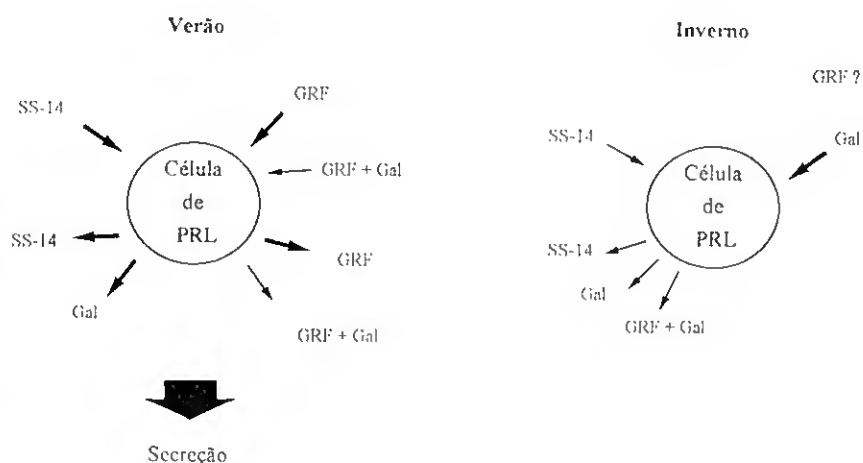 Verão
SS-14
GRF
GRF + Gal
Célula
de
PRL
SS-14
Gal
GRF
GRF + Gal
Secreção
Inverno
GRF ?
SS-14
Gal
Célula
de
PRL
SS-14
Gal
GRF + Gal